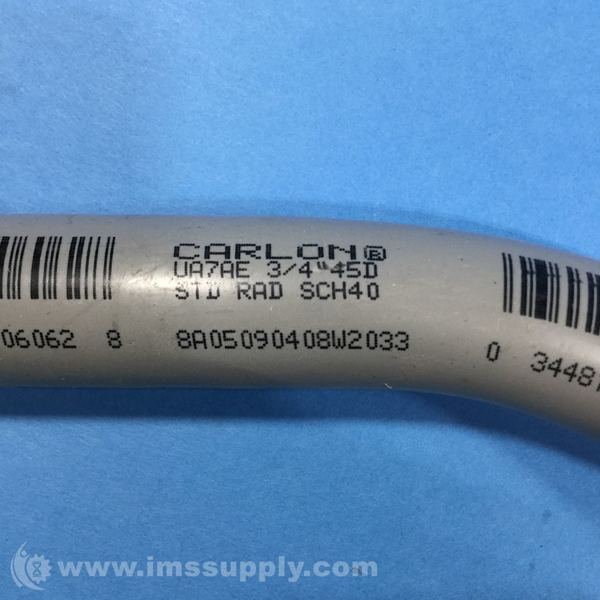 CARLON®
UA7AE 3/4" 45D
STD RAD SCH40
06062 8
8A05090408W2033
0 3448
www.imssupply.com